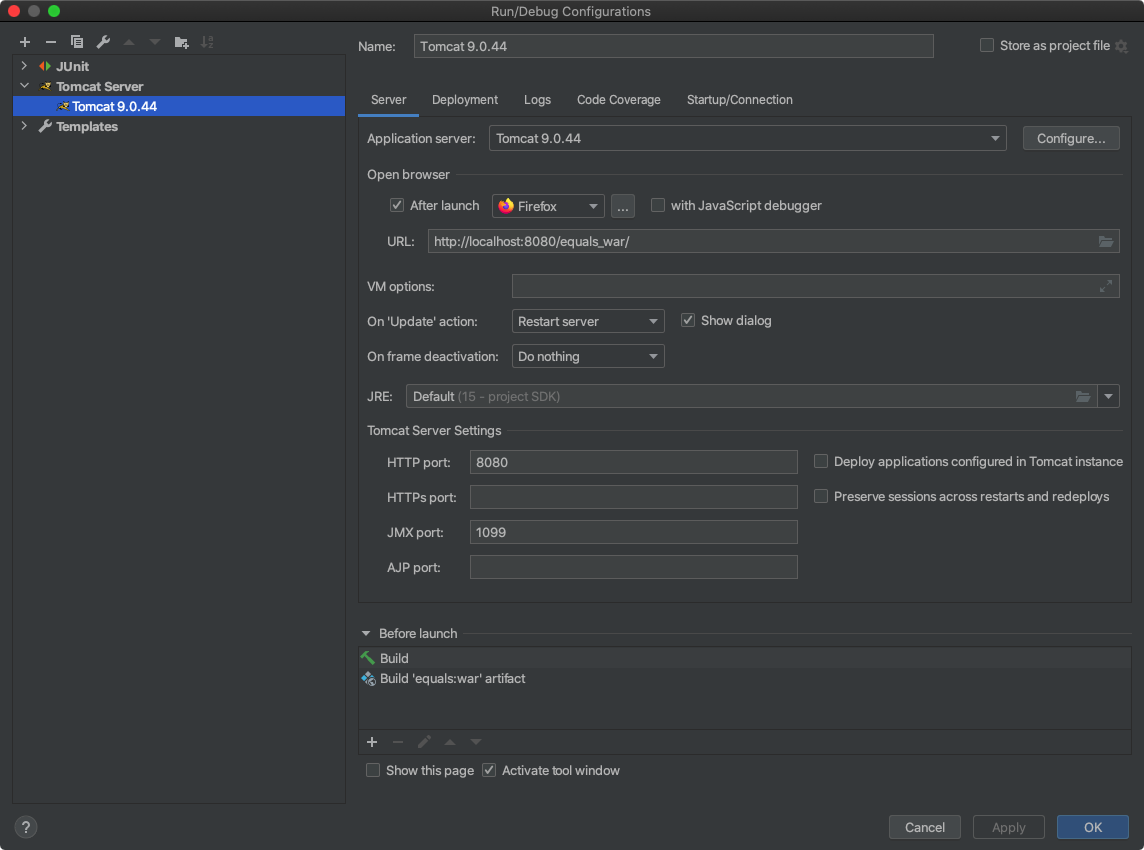 Run/Debug Configurations
Name: Tomcat 9.0.44 Store as project file
JUnit
Tomcat Server
Tomcat 9.0.44
Templates
Server Deployment Logs Code Coverage Startup/Connection
Application server: Tomcat 9.0.44 Configure...
Open browser
After launch Firefox ... with JavaScript debugger
URL: http://localhost:8080/equals_war/
VM options:
On 'Update' action: Restart server Show dialog
On frame deactivation: Do nothing
JRE: Default (15 - project SDK)
Tomcat Server Settings
HTTP port: 8080 Deploy applications configured in Tomcat instance
HTTPs port: Preserve sessions across restarts and redeploys
JMX port: 1099
AJP port:
Before launch
Build
Build 'equals:war' artifact
Show this page Activate tool window
? Cancel Apply OK